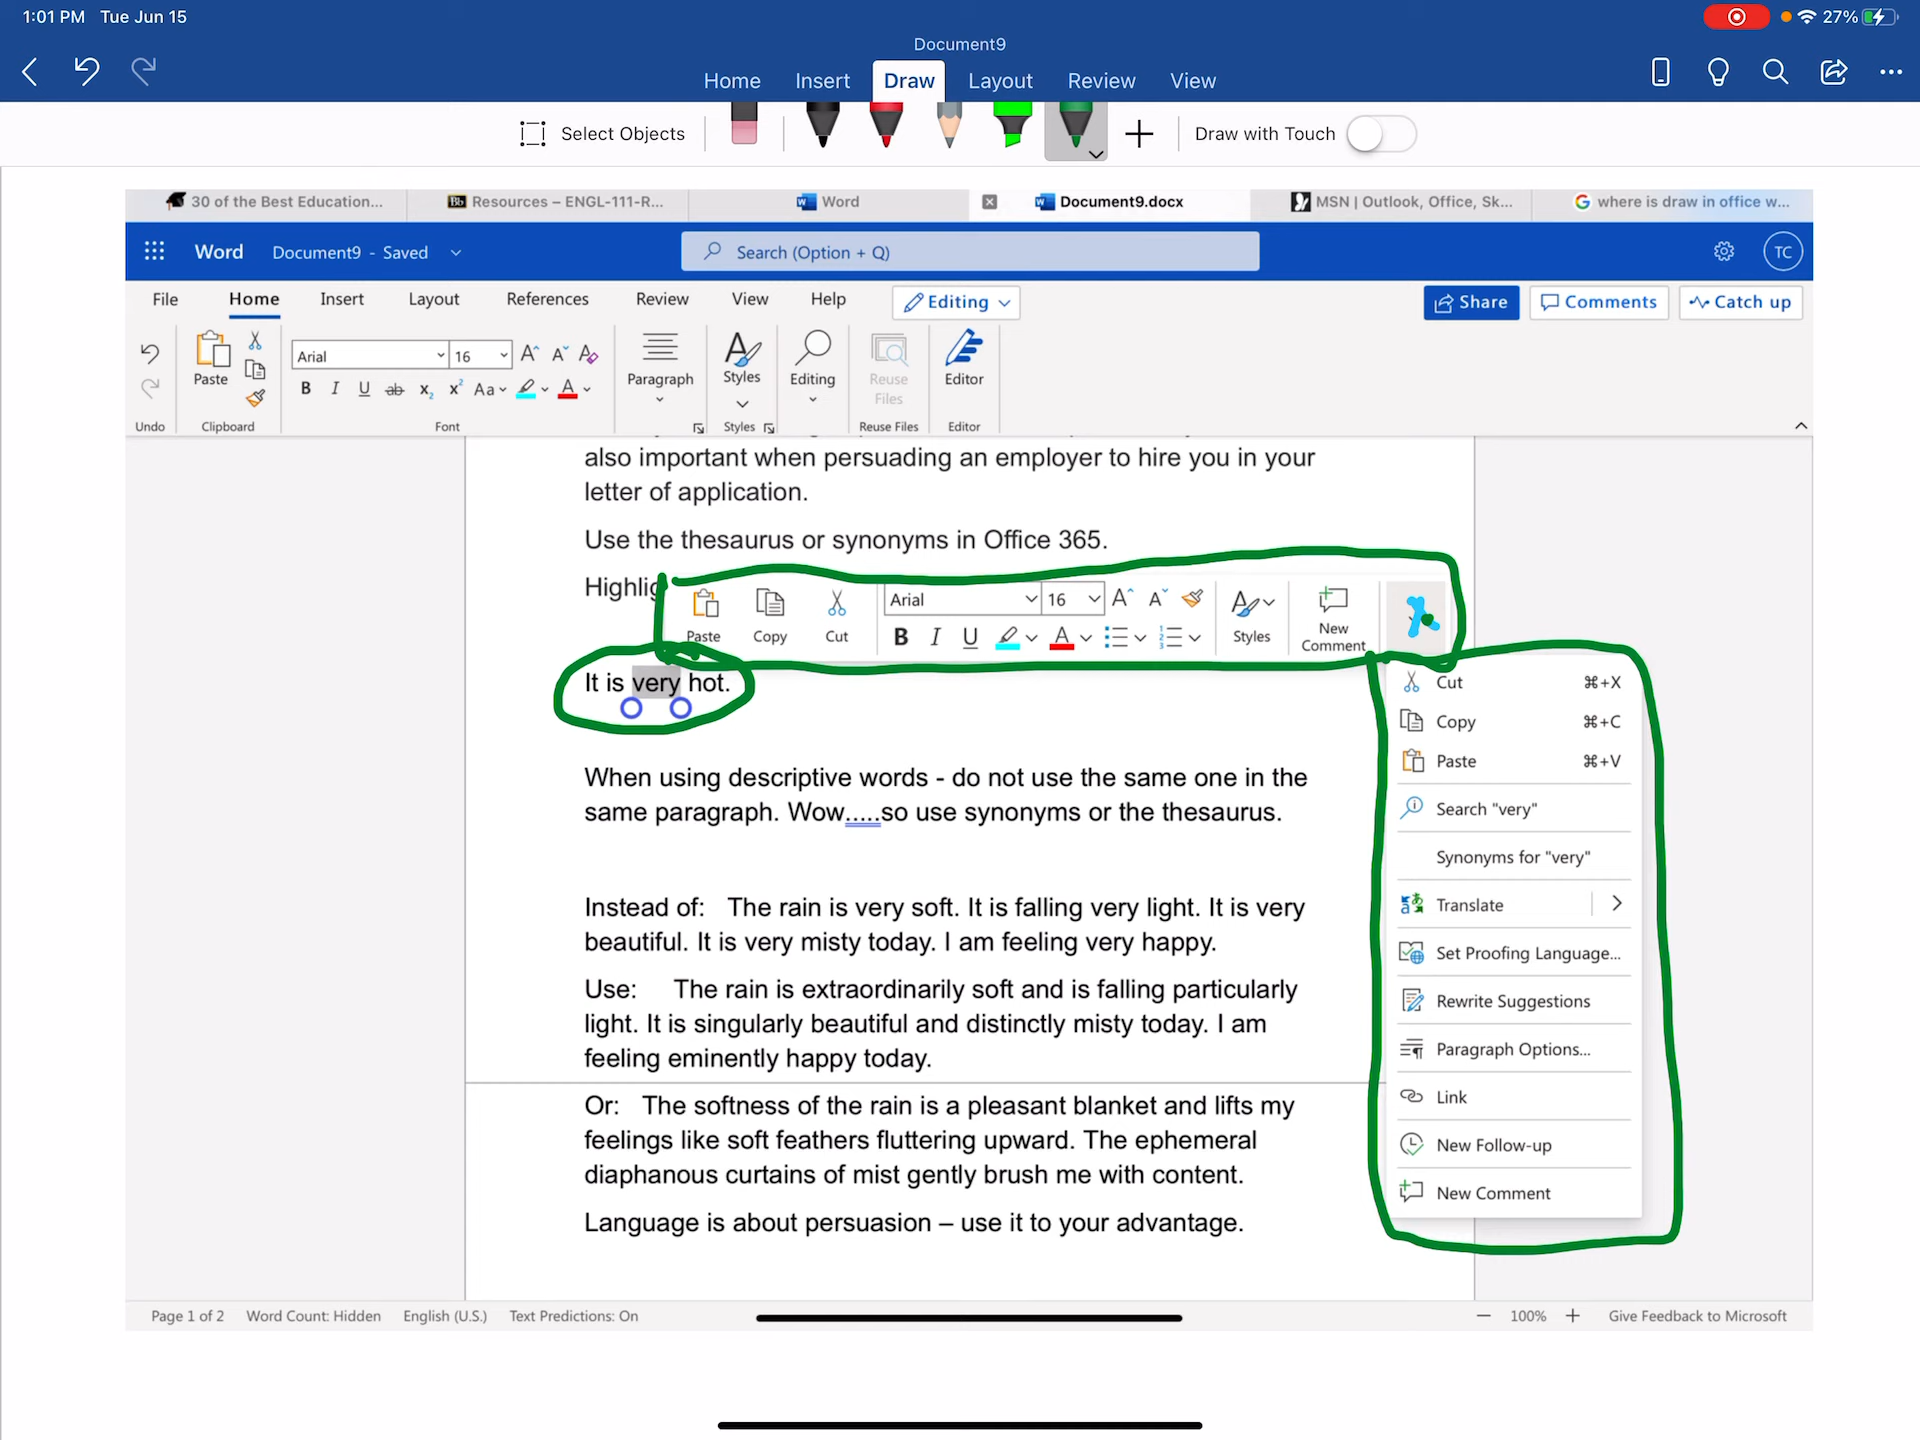 1:01 PM Tue Jun 15
27%
Document9
Home Insert Draw Layout Review View
Select Objects
Draw with Touch
30 of the Best Education...
Bb Resources – ENGL-111-R...
Word
Document9.docx
MSN | Outlook, Office, Sk...
where is draw in office w...
Word Document9 - Saved
Search (Option + Q)
TC
File Home Insert Layout References Review View Help
Editing
Share Comments Catch up
Paste
Arial 16
Paragraph
Styles
Editing
Reuse
Files
Editor
Undo Clipboard Font Styles Reuse Files Editor
also important when persuading an employer to hire you in your
letter of application.
Use the thesaurus or synonyms in Office 365.
Paste Copy Cut
Arial 16
B I U
Styles
New
Comment
It is very hot.
When using descriptive words - do not use the same one in the
same paragraph. Wow.....so use synonyms or the thesaurus.
Instead of: The rain is very soft. It is falling very light. It is very
beautiful. It is very misty today. I am feeling very happy.
Use: The rain is extraordinarily soft and is falling particularly
light. It is singularly beautiful and distinctly misty today. I am
feeling eminently happy today.
Or: The softness of the rain is a pleasant blanket and lifts my
feelings like soft feathers fluttering upward. The ephemeral
diaphanous curtains of mist gently brush me with content.
Language is about persuasion – use it to your advantage.
Cut ⌘+X
Copy ⌘+C
Paste ⌘+V
Search "very"
Synonyms for "very"
Translate
Set Proofing Language...
Rewrite Suggestions
Paragraph Options...
Link
New Follow-up
New Comment
Page 1 of 2 Word Count: Hidden English (U.S.) Text Predictions: On
100% Give Feedback to Microsoft